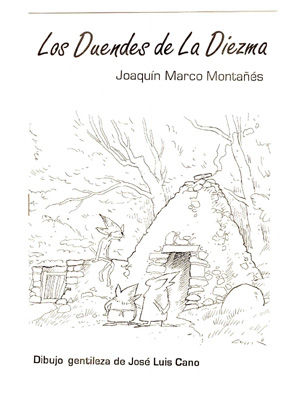 Los Duendes de La Diezma
Joaquín Marco Montañés
Dibujo gentileza de José Luis Cano